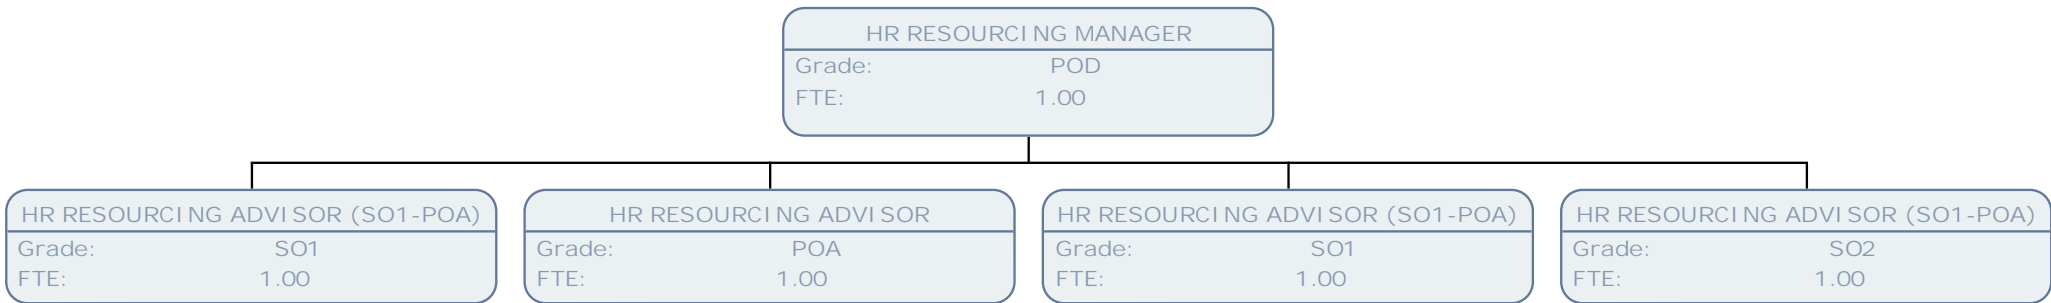 HR RESOURCING MANAGER
Grade: POD
FTE: 1.00
HR RESOURCING ADVISOR (SO1-POA)
Grade: SO1
FTE: 1.00
HR RESOURCING ADVISOR
Grade: POA
FTE: 1.00
HR RESOURCING ADVISOR (SO1-POA)
Grade: SO1
FTE: 1.00
HR RESOURCING ADVISOR (SO1-POA)
Grade: SO2
FTE: 1.00